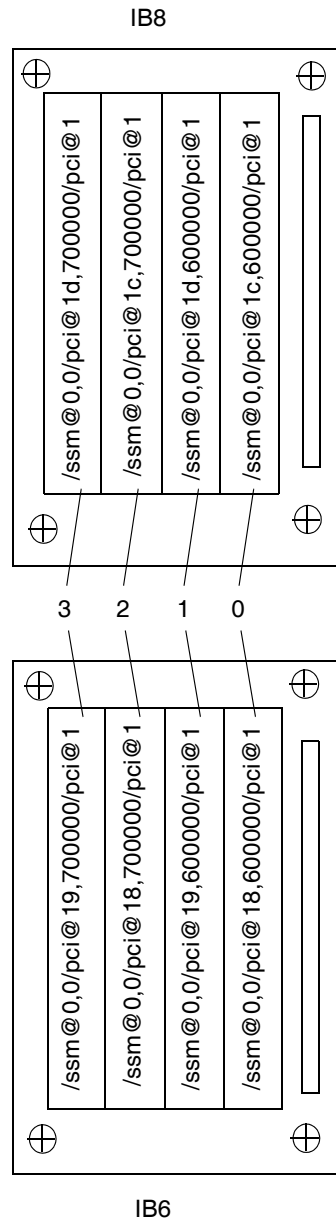 IB8
/ssm@0,0/pci@1d,700000/pci@1
/ssm@0,0/pci@1c,700000/pci@1
/ssm@0,0/pci@1d,600000/pci@1
/ssm@0,0/pci@1c,600000/pci@1
3 2 1 0
/ssm@0,0/pci@19,700000/pci@1
/ssm@0,0/pci@18,700000/pci@1
/ssm@0,0/pci@19,600000/pci@1
/ssm@0,0/pci@18,600000/pci@1
IB6